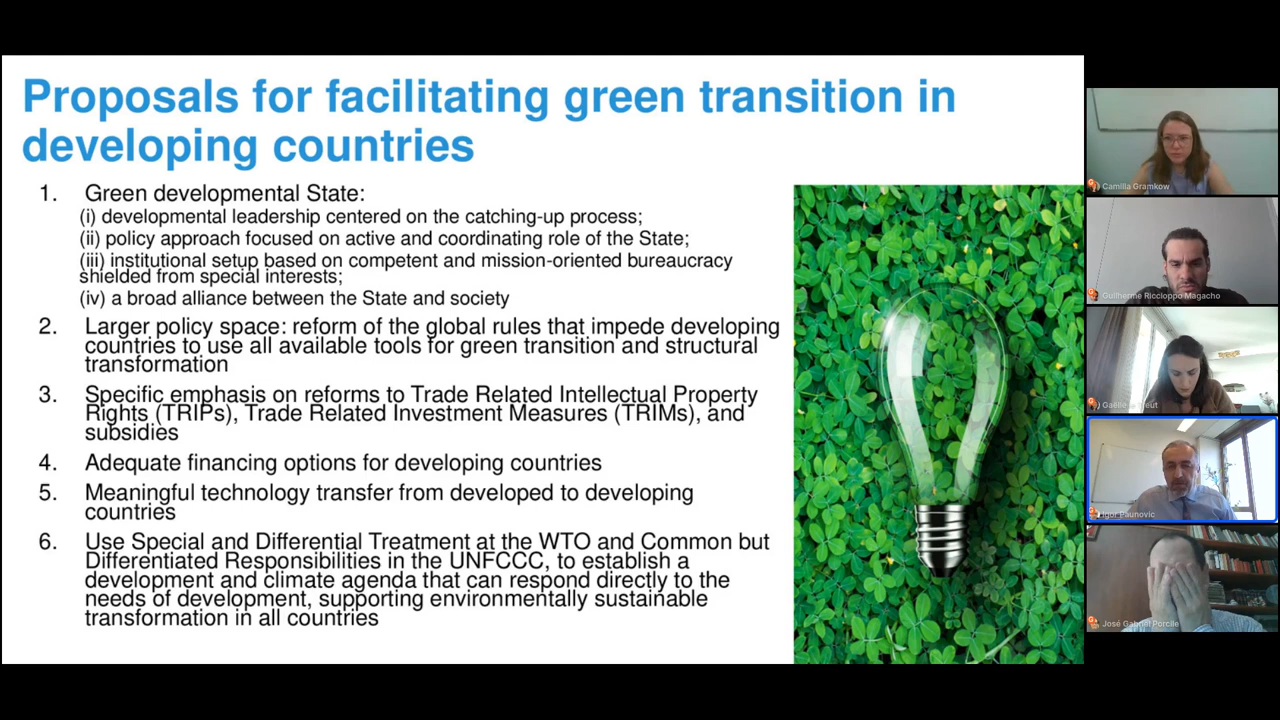 Proposals for facilitating green transition in
developing countries
1. Green developmental State:
(i) developmental leadership centered on the catching-up process;
(ii) policy approach focused on active and coordinating role of the State;
(iii) institutional setup based on competent and mission-oriented bureaucracy
shielded from special interests;
(iv) a broad alliance between the State and society
2. Larger policy space: reform of the global rules that impede developing
countries to use all available tools for green transition and structural
transformation
3. Specific emphasis on reforms to Trade Related Intellectual Property
Rights (TRIPs), Trade Related Investment Measures (TRIMs), and
subsidies
4. Adequate financing options for developing countries
5. Meaningful technology transfer from developed to developing
countries
6. Use Special and Differential Treatment at the WTO and Common but
Differentiated Responsibilities in the UNFCCC, to establish a
development and climate agenda that can respond directly to the
needs of development, supporting environmentally sustainable
transformation in all countries
Camilla Gramkow
Guilherme Riccioppo Magacho
Igor Paunovic
José Gabriel Porcile